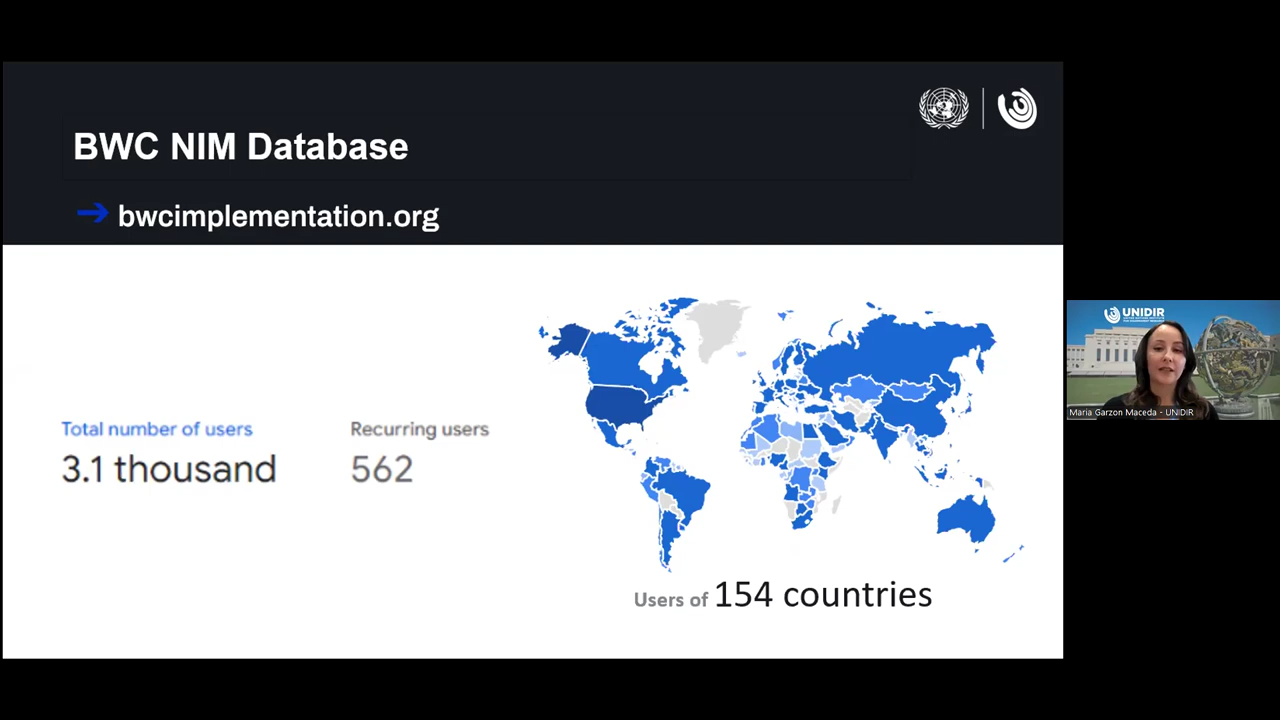 BWC NIM Database
➔ bwcimplementation.org
Total number of users
3.1 thousand
Recurring users
562
Users of 154 countries
UNIDIR
Maria Garzon Maceda - UNIDIR